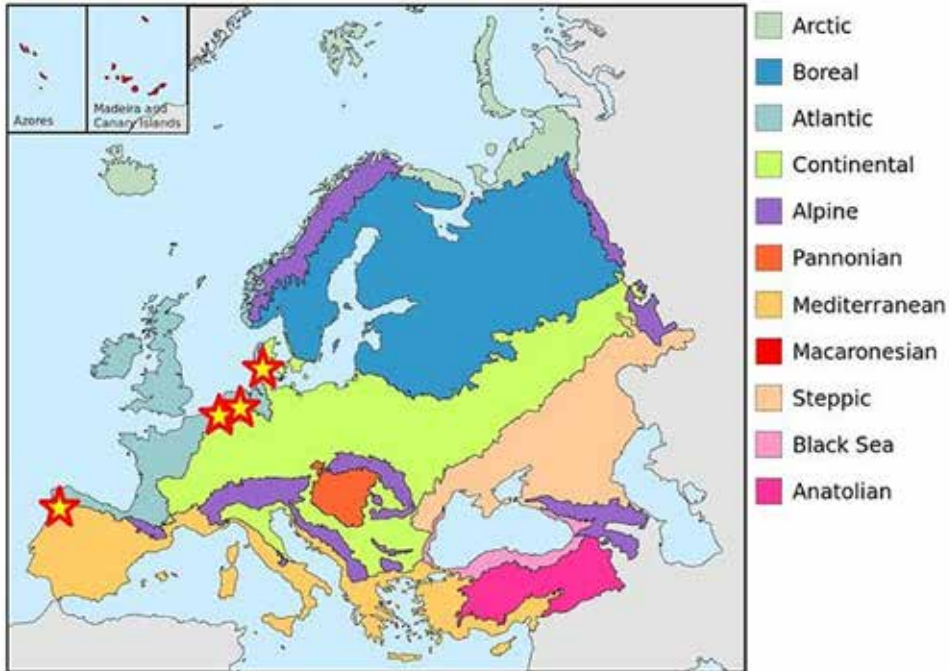 Azores
Madeira and
Canary Islands
Arctic
Boreal
Atlantic
Continental
Alpine
Pannonian
Mediterranean
Macaronesian
Steppic
Black Sea
Anatolian